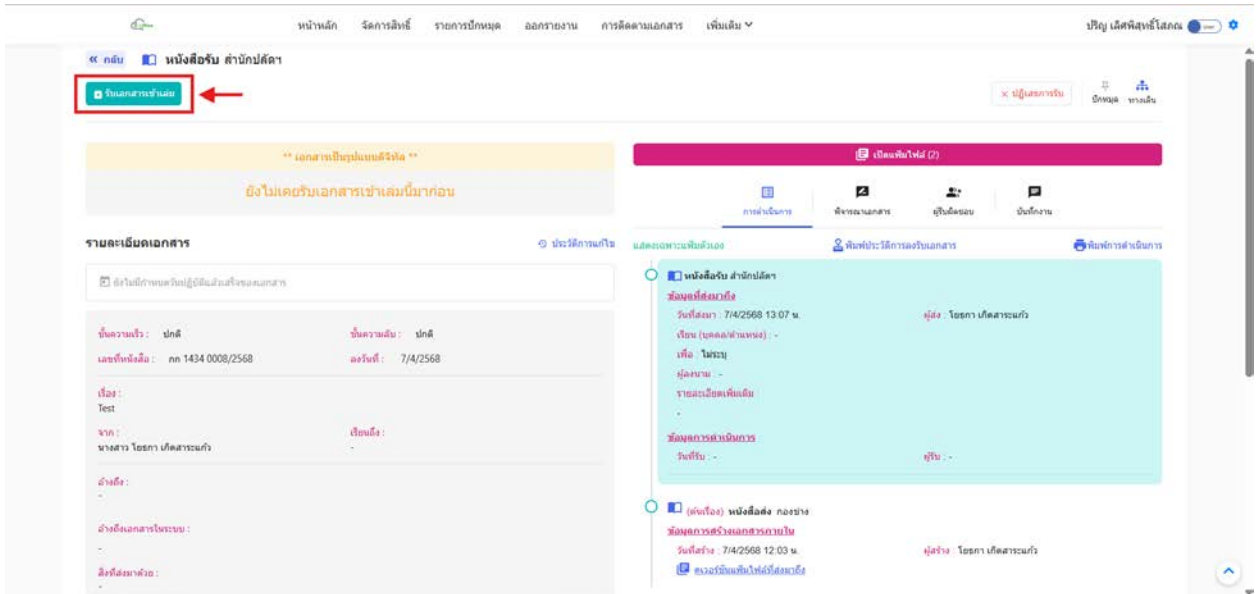 หน้าหลัก จัดการสิทธิ์ รายการปักหมุด ออกรายงาน การติดตามเอกสาร เพิ่มเติม ปริญ เลิศพิสุทธิ์โสภณ
« กลับ หนังสือรับ สำนักปลัดฯ
รับเอกสารเข้าเล่ม
× ปฏิเสธการรับ ปักหมุด ทางเดิน
** เอกสารเป็นรูปแบบดิจิทัล **
ยังไม่เคยรับเอกสารเข้าเล่มนี้มาก่อน
รายละเอียดเอกสาร ประวัติการแก้ไข
ยังไม่มีกำหนดวันปฏิบัติแล้วเสร็จของเอกสาร
ชั้นความเร็ว : ปกติ ชั้นความลับ : ปกติ
เลขที่หนังสือ : กก 1434 0008/2568 ลงวันที่ : 7/4/2568
เรื่อง :
Test
จาก : เรียนถึง :
นางสาว โยธกา เกิดสาระแก้ว -
อ้างถึง :
-
อ้างถึงเอกสารในระบบ :
-
สิ่งที่ส่งมาด้วย :
-
เปิดแฟ้มไฟล์ (2)
การดำเนินการ พิจารณาเอกสาร ผู้รับผิดชอบ บันทึกงาน
แสดงเฉพาะแฟ้มตัวเอง พิมพ์ประวัติการลงรับเอกสาร พิมพ์การดำเนินการ
หนังสือรับ สำนักปลัดฯ
ข้อมูลที่ส่งมาถึง
วันที่ส่งมา : 7/4/2568 13:07 น. ผู้ส่ง : โยธกา เกิดสาระแก้ว
เรียน (บุคคล/ตำแหน่ง) : -
เพื่อ : ไม่ระบุ
ผู้ลงนาม : -
รายละเอียดเพิ่มเติม
-
ข้อมูลการดำเนินการ
วันที่รับ : - ผู้รับ : -
(ต้นเรื่อง) หนังสือส่ง กองช่าง
ข้อมูลการสร้างเอกสารภายใน
วันที่สร้าง : 7/4/2568 12:03 น. ผู้สร้าง : โยธกา เกิดสาระแก้ว
ดูเวอร์ชันแฟ้มไฟล์ที่ส่งมาถึง